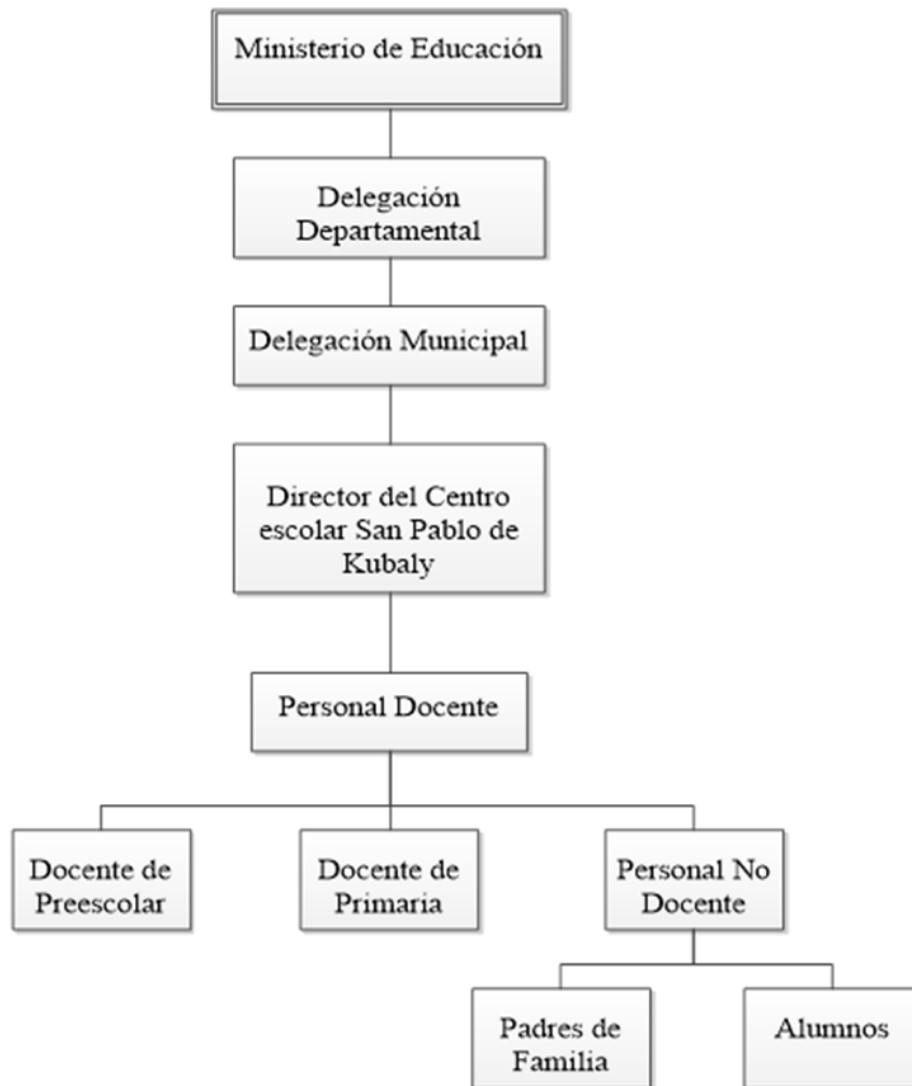 Ministerio de Educación
Delegación
Departamental
Delegación Municipal
Director del Centro
escolar San Pablo de
Kubaly
Personal Docente
Docente de
Preescolar
Docente de
Primaria
Personal No
Docente
Padres de
Familia
Alumnos